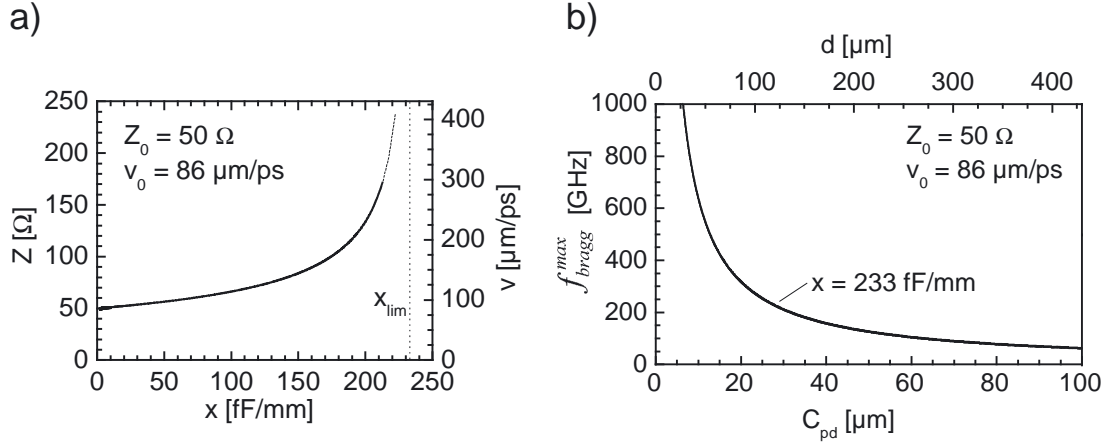 a)
250
200
150
100
50
0
Z [Ω]
Z0 = 50 Ω
v0 = 86 µm/ps
xlim
400
300
200
100
0
v [µm/ps]
0 50 100 150 200 250
x [fF/mm]
b)
d [µm]
0 100 200 300 400
1000
800
600
400
200
0
f max bragg [GHz]
Z0 = 50 Ω
v0 = 86 µm/ps
x = 233 fF/mm
0 20 40 60 80 100
Cpd [µm]